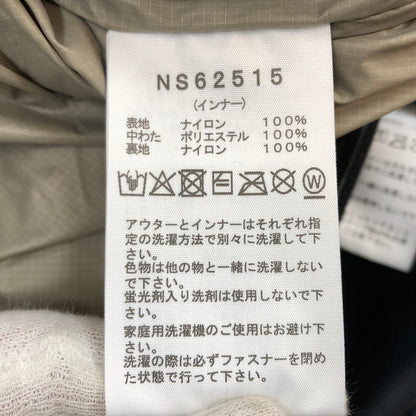 NS62515
(インナー)
表地 ナイロン 100%
中わた ポリエステル 100%
裏地 ナイロン 100%
W
アウターとインナーはそれぞれ指
定の洗濯方法で別々に洗濯して下
さい。
色物は他の物と一緒に洗濯しない
で下さい。
蛍光剤入り洗剤は使用しないで下
さい。
家庭用洗濯機のご使用はお避け下
さい。
洗濯の際は必ずファスナーを閉め
た状態で行って下さい。